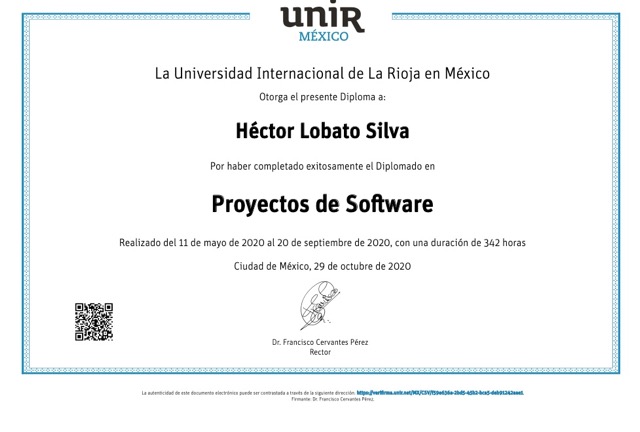 unir
MÉXICO
La Universidad Internacional de La Rioja en México
Otorga el presente Diploma a:
Héctor Lobato Silva
Por haber completado exitosamente el Diplomado en
Proyectos de Software
Realizado del 11 de mayo de 2020 al 20 de septiembre de 2020, con una duración de 342 horas
Ciudad de México, 29 de octubre de 2020
Dr. Francisco Cervantes Pérez
Rector
La autenticidad de este documento electrónico puede ser contrastada a través de la siguiente dirección:
Firmante: Dr. Francisco Cervantes Pérez.